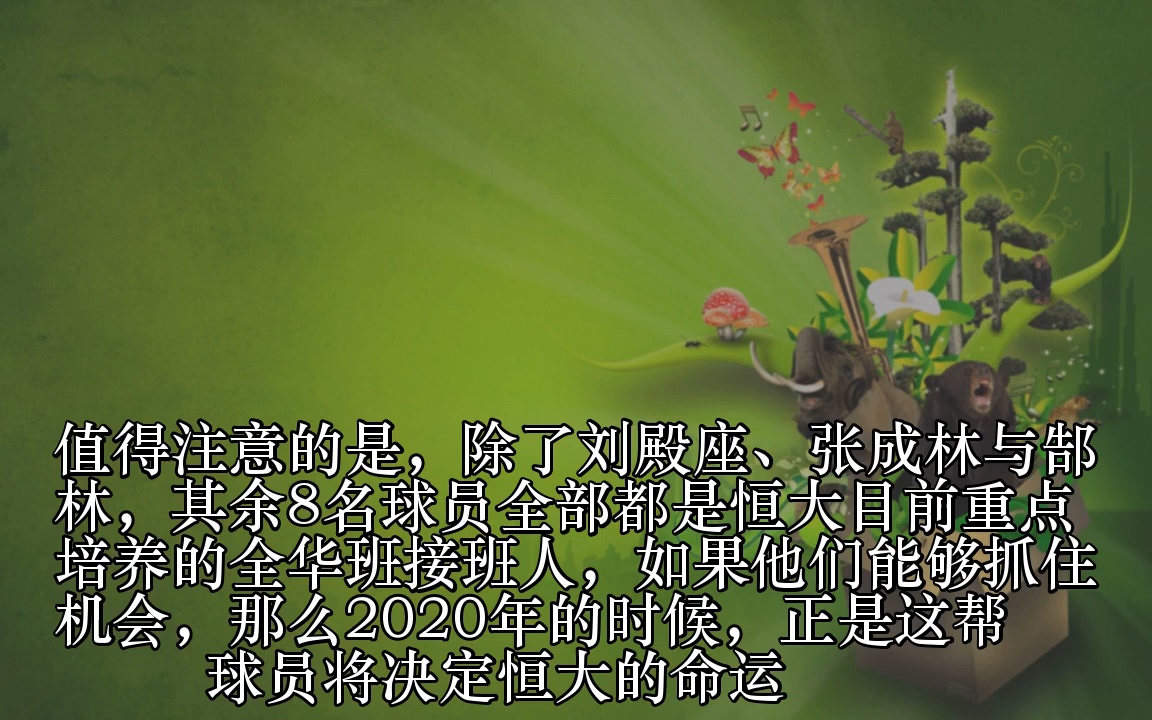 值得注意的是，除了刘殿座、张成林与郜
林，其余8名球员全部都是恒大目前重点
培养的全华班接班人，如果他们能够抓住
机会，那么2020年的时候，正是这帮
球员将决定恒大的命运